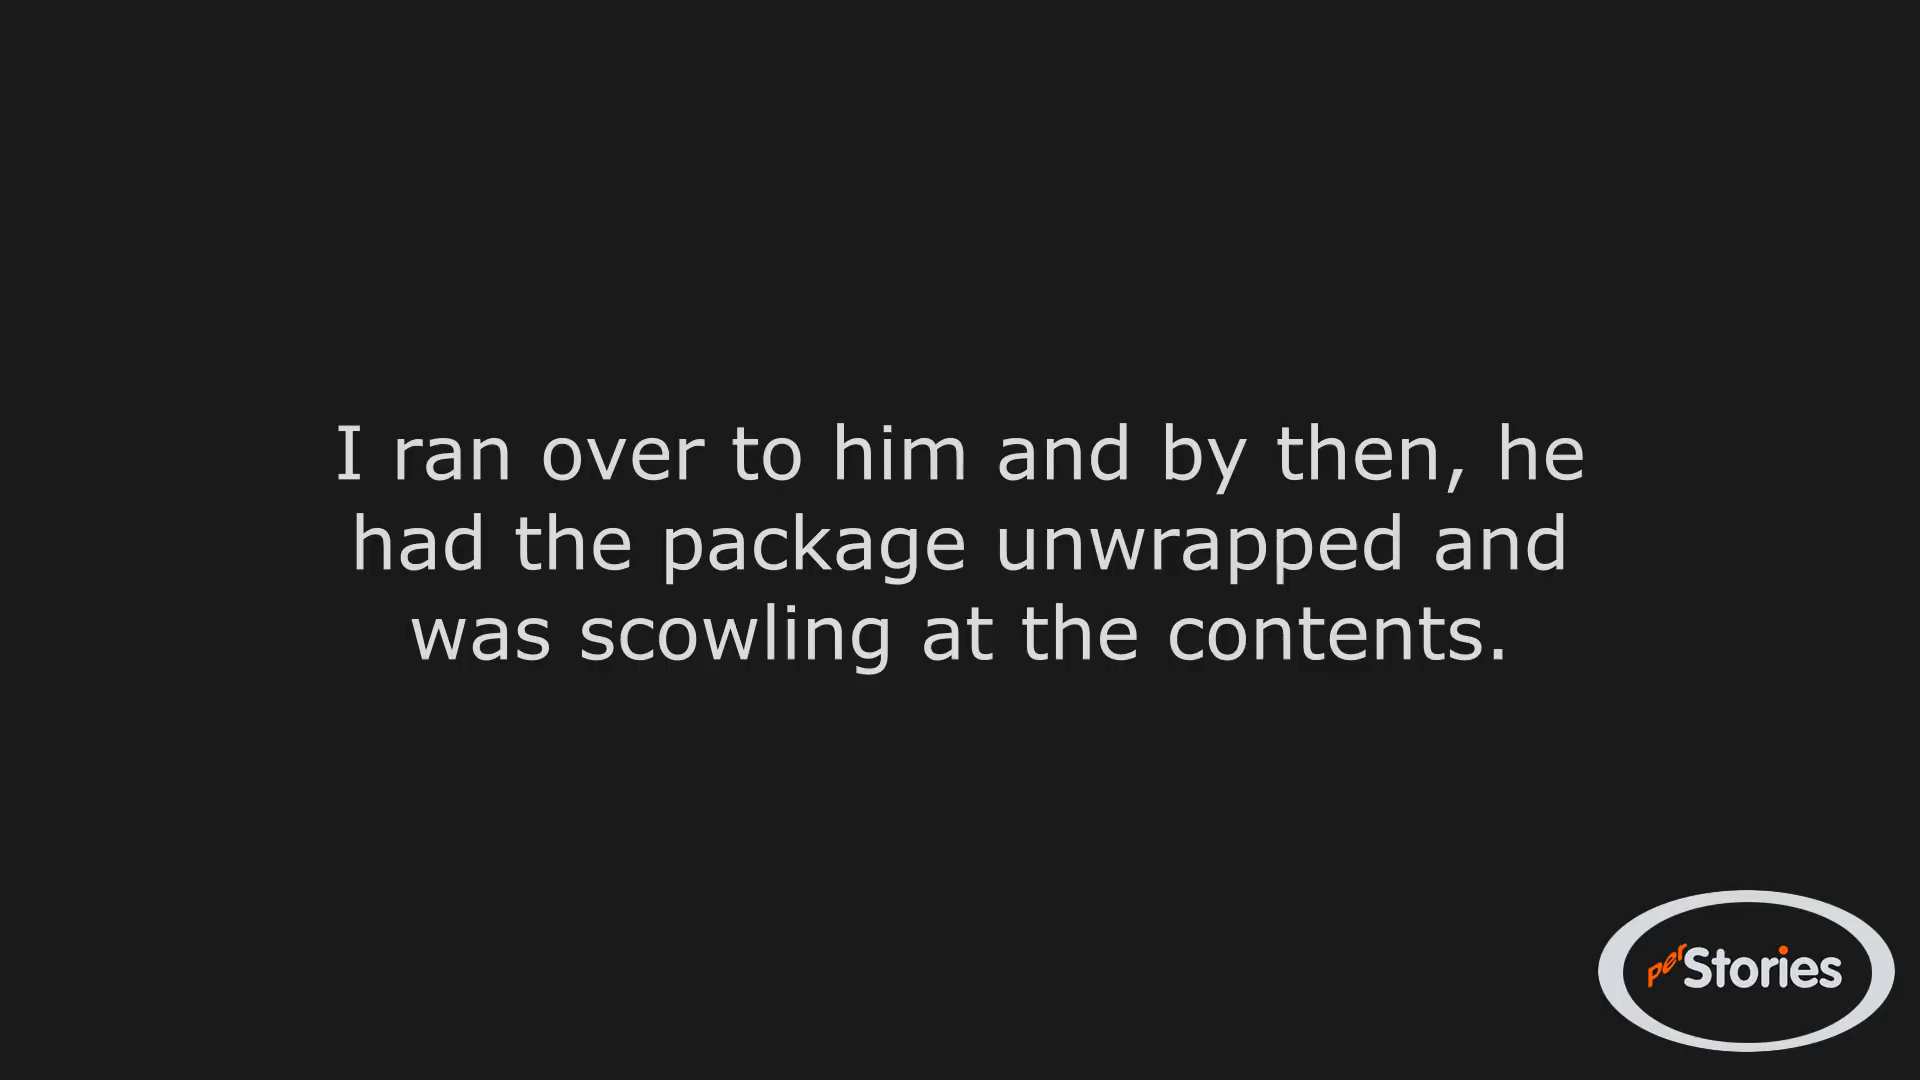 I ran over to him and by then, he
had the package unwrapped and
was scowling at the contents.
perStories